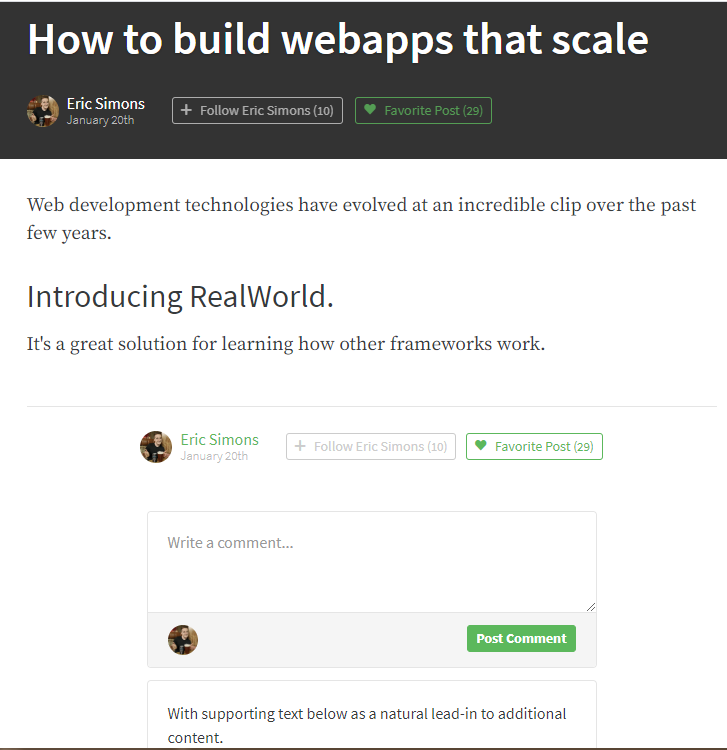 How to build webapps that scale
Eric Simons
January 20th
+ Follow Eric Simons (10)
Favorite Post (29)
Web development technologies have evolved at an incredible clip over the past
few years.
Introducing RealWorld.
It's a great solution for learning how other frameworks work.
Eric Simons
January 20th
+ Follow Eric Simons (10)
Favorite Post (29)
Write a comment...
Post Comment
With supporting text below as a natural lead-in to additional
content.